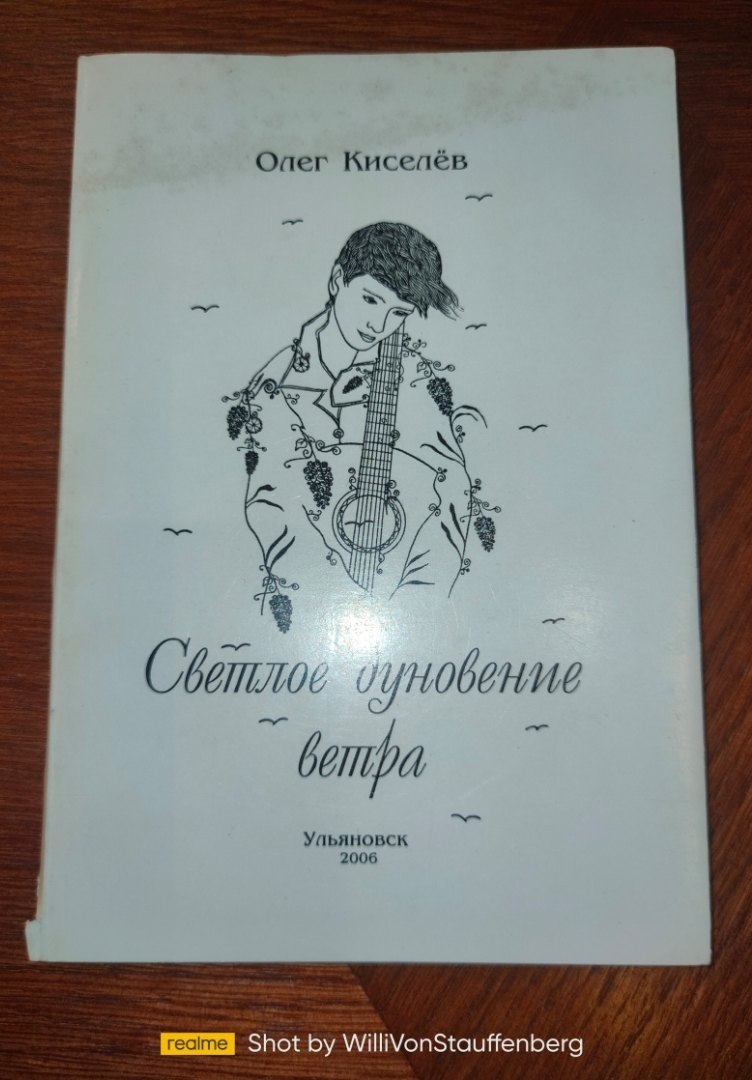 Олег Киселёв
Светлое дуновение
ветра
Ульяновск
2006
realme Shot by WilliVonStauffenberg